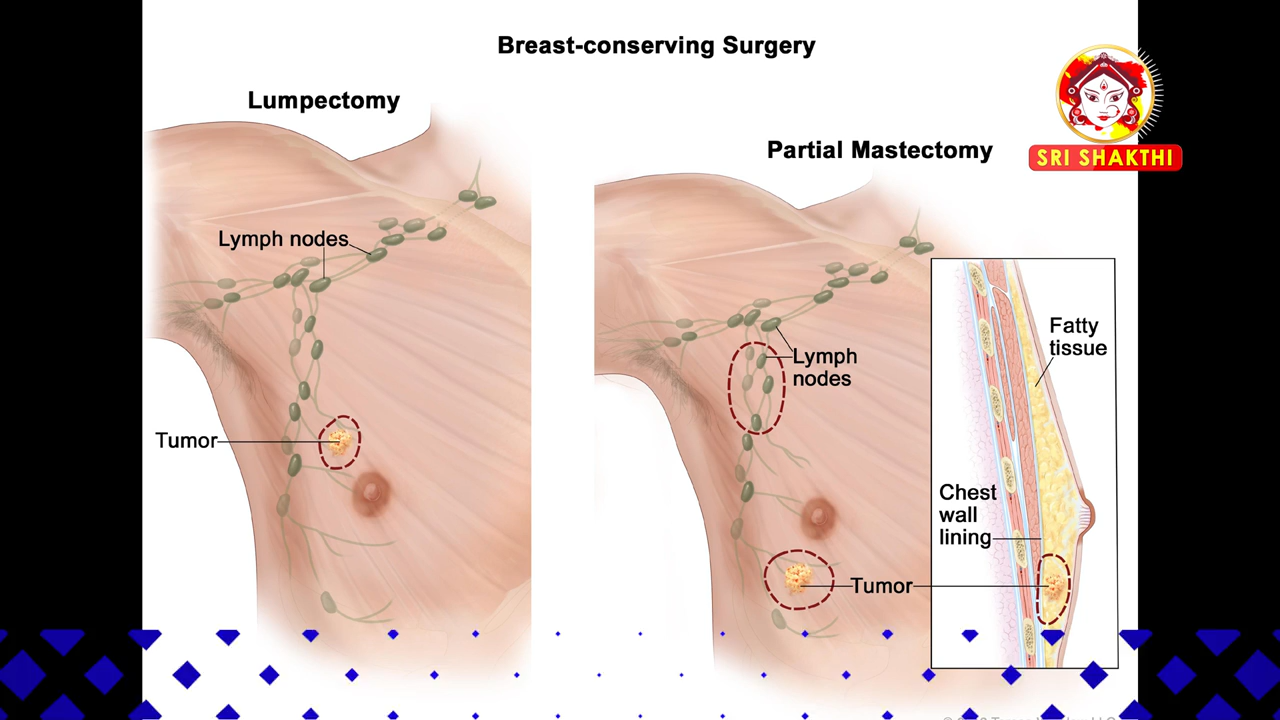 Breast-conserving Surgery
Lumpectomy
Lymph nodes
Tumor
Partial Mastectomy
SRI SHAKTHI
Lymph
nodes
Fatty
tissue
Chest
wall
lining
Tumor